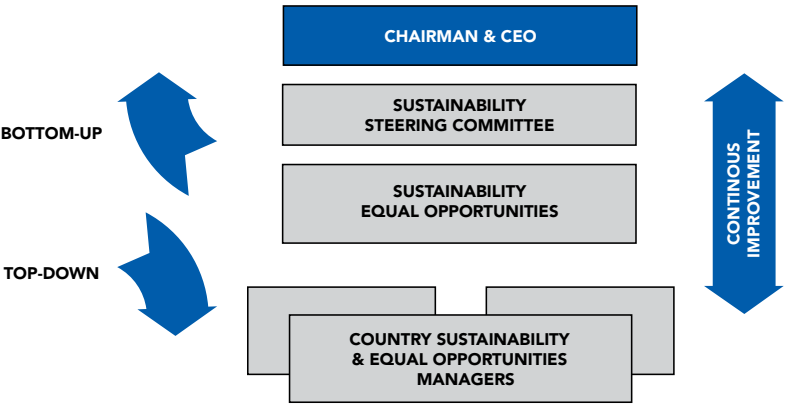 CHAIRMAN & CEO
SUSTAINABILITY
STEERING COMMITTEE
BOTTOM-UP
SUSTAINABILITY
EQUAL OPPORTUNITIES
CONTINOUS
IMPROVEMENT
TOP-DOWN
COUNTRY SUSTAINABILITY
& EQUAL OPPORTUNITIES
MANAGERS